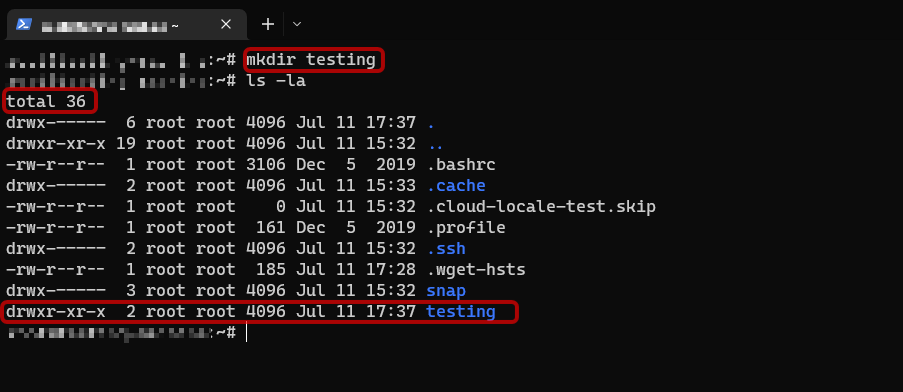 ~
:~# mkdir testing
:~# ls -la
total 36
drwx------  6 root root 4096 Jul 11 17:37 .
drwxr-xr-x 19 root root 4096 Jul 11 15:32 ..
-rw-r--r--  1 root root 3106 Dec  5  2019 .bashrc
drwx------  2 root root 4096 Jul 11 15:33 .cache
-rw-r--r--  1 root root    0 Jul 11 15:32 .cloud-locale-test.skip
-rw-r--r--  1 root root  161 Dec  5  2019 .profile
drwx------  2 root root 4096 Jul 11 15:32 .ssh
-rw-r--r--  1 root root  185 Jul 11 17:28 .wget-hsts
drwx------  3 root root 4096 Jul 11 15:32 snap
drwxr-xr-x  2 root root 4096 Jul 11 17:37 testing
:~#